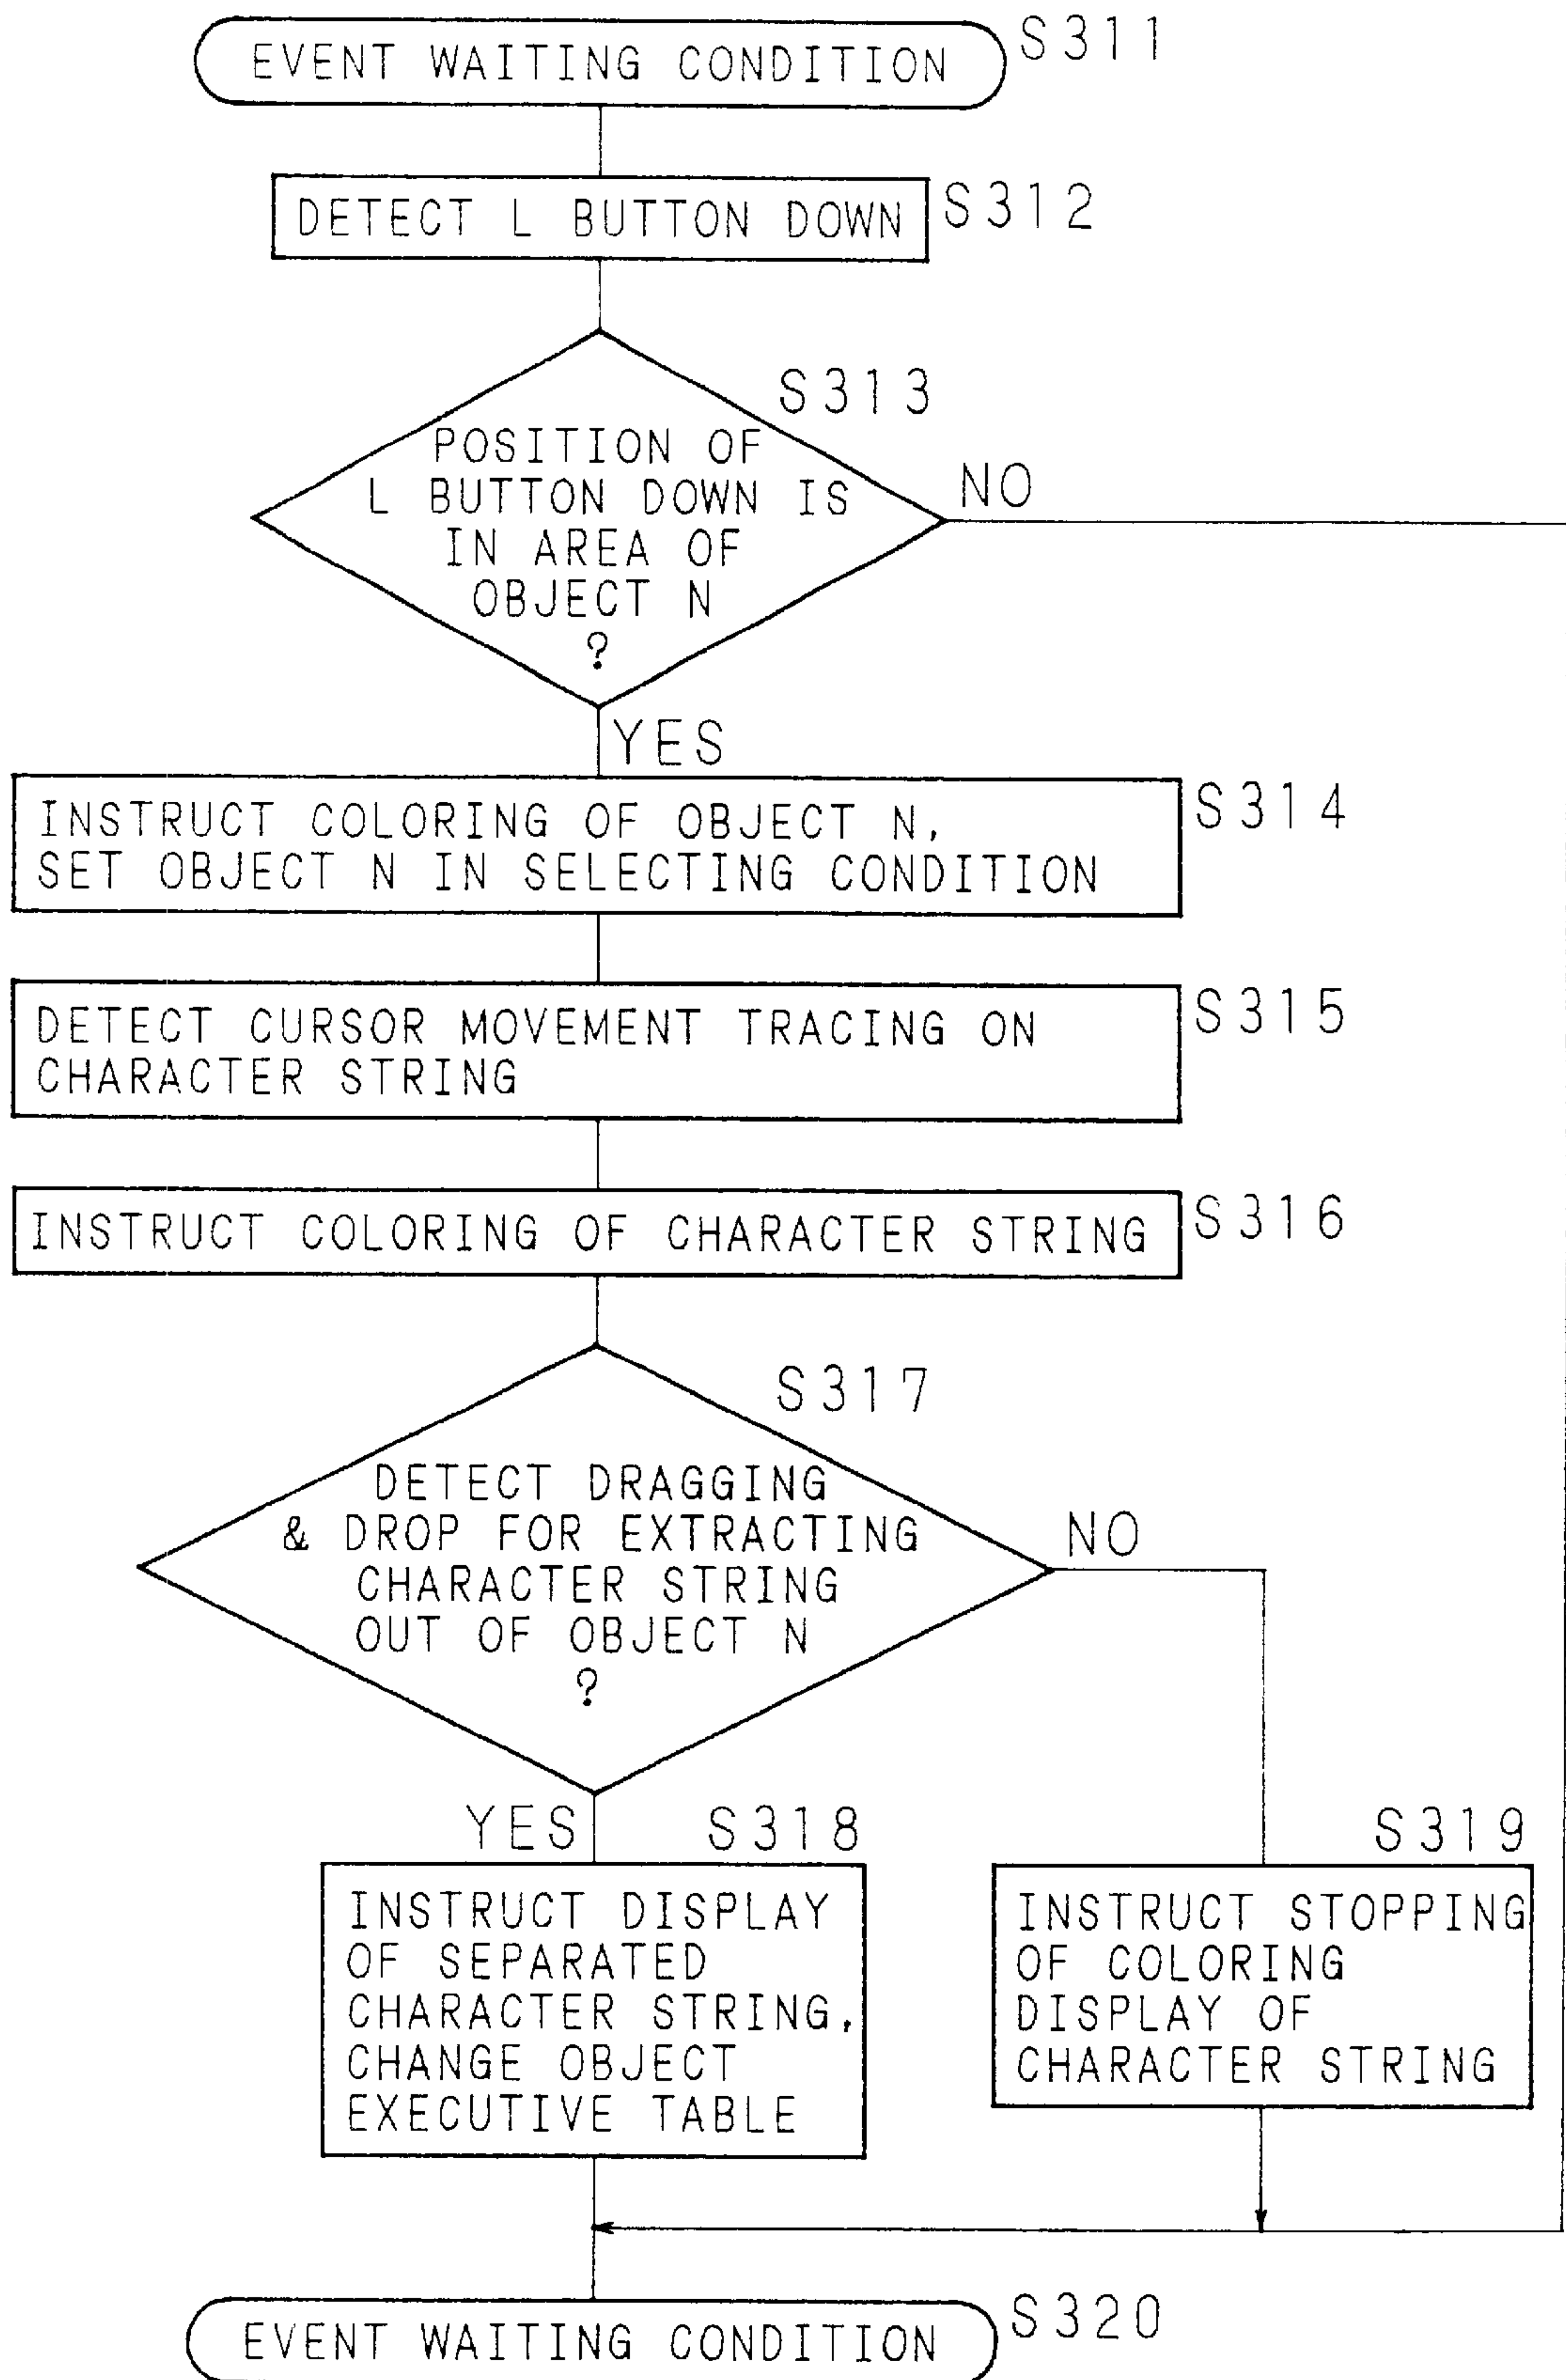 EVENT WAITING CONDITION
S311
DETECT L BUTTON DOWN
S312
S313
POSITION OF
L BUTTON DOWN IS
IN AREA OF
OBJECT N
?
NO
YES
INSTRUCT COLORING OF OBJECT N,
SET OBJECT N IN SELECTING CONDITION
S314
DETECT CURSOR MOVEMENT TRACING ON
CHARACTER STRING
S315
INSTRUCT COLORING OF CHARACTER STRING
S316
S317
DETECT DRAGGING
& DROP FOR EXTRACTING
CHARACTER STRING
OUT OF OBJECT N
?
NO
YES
S318
INSTRUCT DISPLAY
OF SEPARATED
CHARACTER STRING,
CHANGE OBJECT
EXECUTIVE TABLE
S319
INSTRUCT STOPPING
OF COLORING
DISPLAY OF
CHARACTER STRING
EVENT WAITING CONDITION
S320